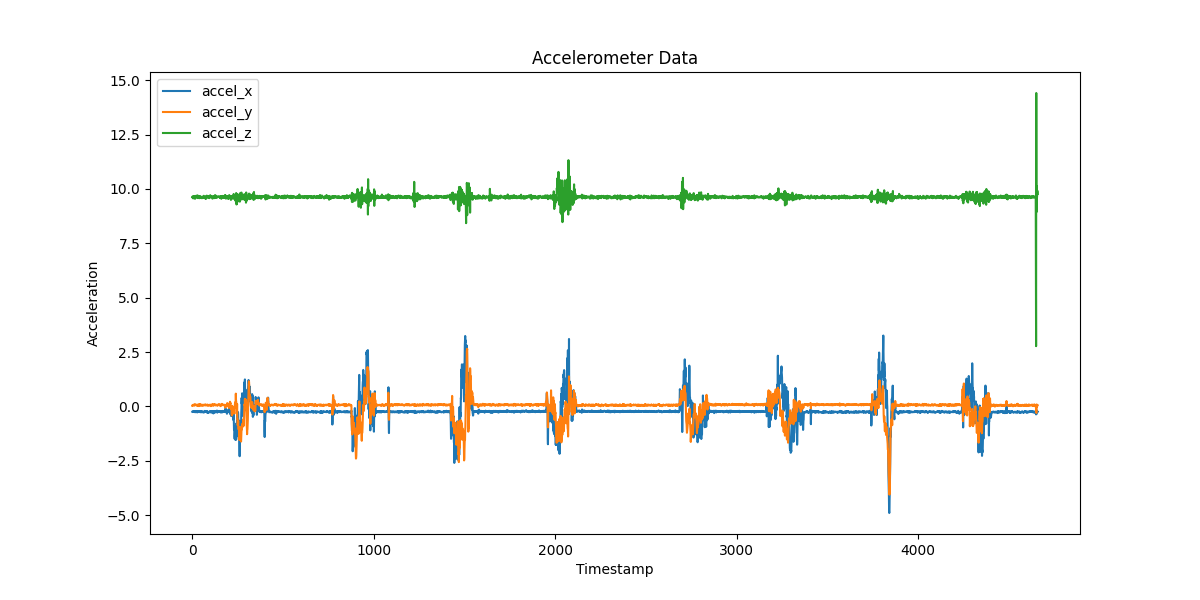 Accelerometer Data
accel_x
accel_y
accel_z
15.0
12.5
10.0
7.5
5.0
2.5
0.0
−2.5
−5.0
Acceleration
0 1000 2000 3000 4000
Timestamp